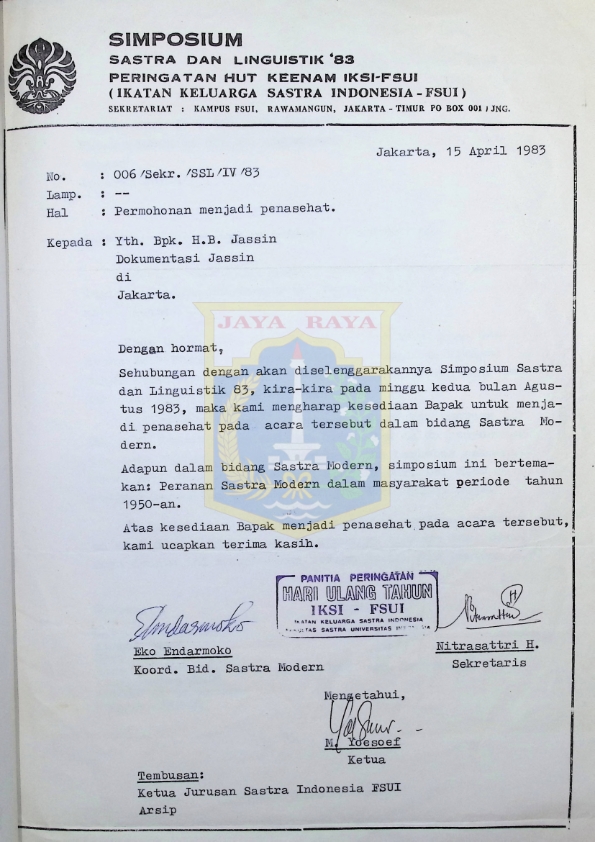 SIMPOSIUM
SASTRA DAN LINGUISTIK '83
PERINGATAN HUT KEENAM IKSI-FSUI
(IKATAN KELUARGA SASTRA INDONESIA-FSUI)
SEKRETARIAT : KAMPUS FSUI, RAWAMANGUN, JAKARTA - TIMUR PO BOX 001/JNG.
Jakarta, 15 April 1983
No. : 006/Sekr./SSL/IV/83
Lamp. : --
Hal : Permohonan menjadi penasehat.
Kepada : Yth. Bpk. H.B. Jassin
Dokumentasi Jassin
di
Jakarta.
JAYA RAYA
Dengan hormat,
Sehubungan dengan akan diselenggarakannya Simposium Sastra
dan Linguistik 83, kira-kira pada minggu kedua bulan Agus-
tus 1983, maka kami mengharap kesediaan Bapak untuk menja-
di penasehat pada acara tersebut dalam bidang Sastra Mo-
dern.
Adapun dalam bidang Sastra Modern, simposium ini bertema-
kan: Peranan Sastra Modern dalam masyarakat periode tahun
1950-an.
Atas kesediaan Bapak menjadi penasehat pada acara tersebut,
kami ucapkan terima kasih.
PANITIA PERINGATAN
HARI ULANG TAHUN
IKSI - FSUI
IKATAN KELUARGA SASTRA INDONESIA
FAKULTAS SASTRA UNIVERSITAS
Eko Endarmoko
Koord. Bid. Sastra Modern
Nitrasattri H.
Sekretaris
Mengetahui,
M. Yoesoef
Ketua
Tembusan:
Ketua Jurusan Sastra Indonesia FSUI
Arsip